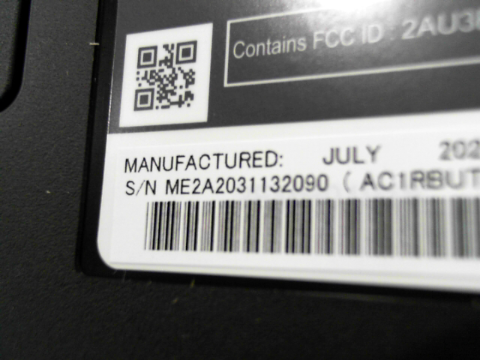 Contains FCC ID : 2AU3
MANUFACTURED: JULY 202
S/N ME2A2031132090 ( AC1RBUT